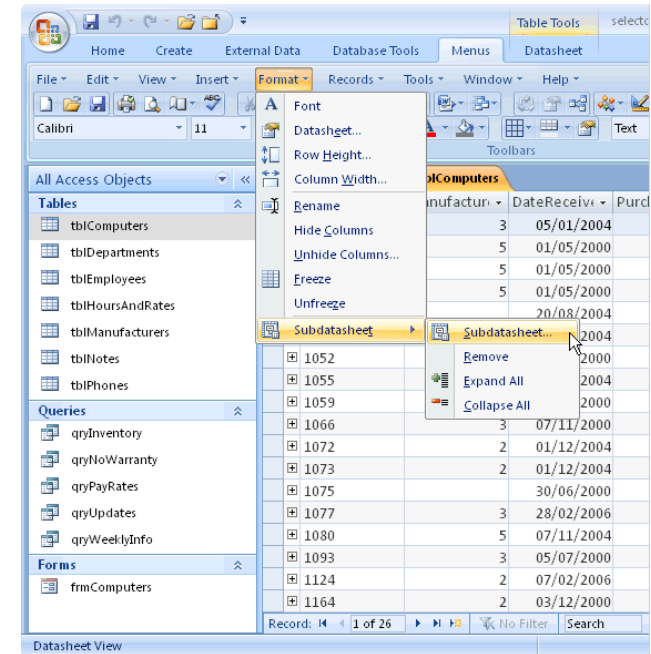 Table Tools
Home Create External Data Database Tools Menus Datasheet
File Edit View Insert Format Records Tools Window Help
Calibri 11 Text
Toolbars
All Access Objects
Tables
tblComputers
tblDepartments
tblEmployees
tblHoursAndRates
tblManufacturers
tblNotes
tblPhones
Queries
qryInventory
qryNoWarranty
qryPayRates
qryUpdates
qryWeeklyInfo
Forms
frmComputers
Font
Datasheet...
Row Height...
Column Width...
Rename
Hide Columns
Unhide Columns...
Freeze
Unfreeze
Subdatasheet
Subdatasheet...
Remove
Expand All
Collapse All
blComputers
anufacture DateReceive Purch
3 05/01/2004
5 01/05/2000
5 01/05/2000
5 01/05/2000
20/08/2004
2004
1052 2000
1055 2004
1059 2000
1066 3 07/11/2000
1072 2 01/12/2004
1073 2 01/12/2004
1075 30/06/2000
1077 3 28/02/2006
1080 5 07/11/2004
1093 3 05/07/2000
1124 2 07/02/2006
1164 2 03/12/2000
Record: 1 of 26 No Filter Search
Datasheet View